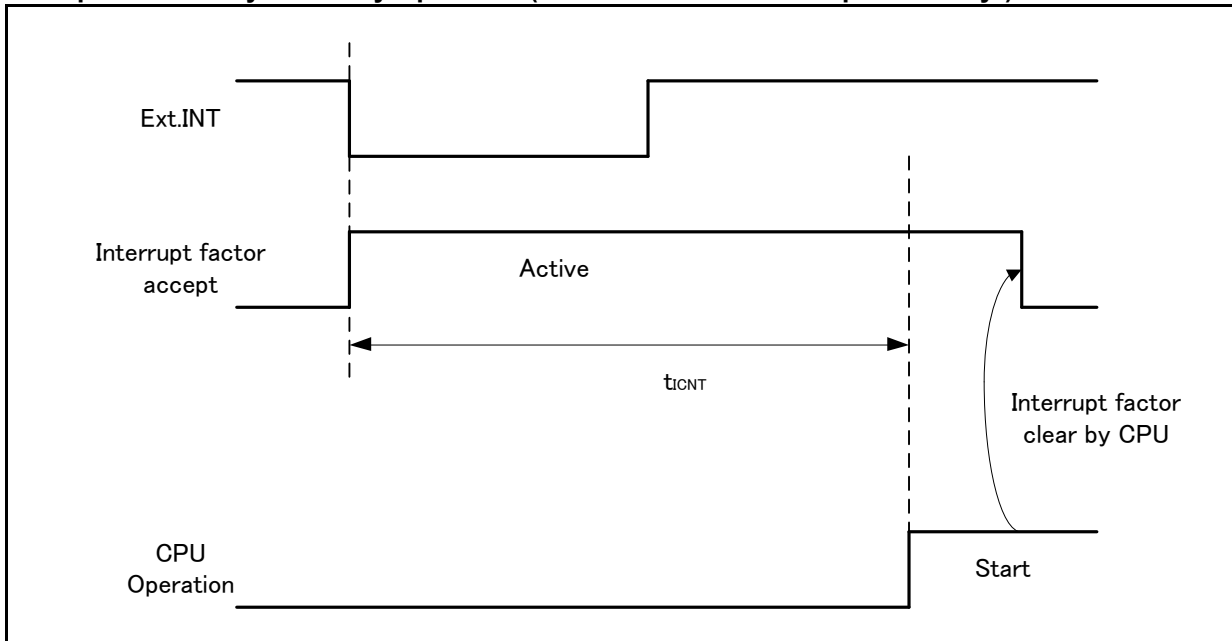 Ext.INT
Interrupt factor
accept
Active
tICNT
Interrupt factor
clear by CPU
CPU
Operation
Start